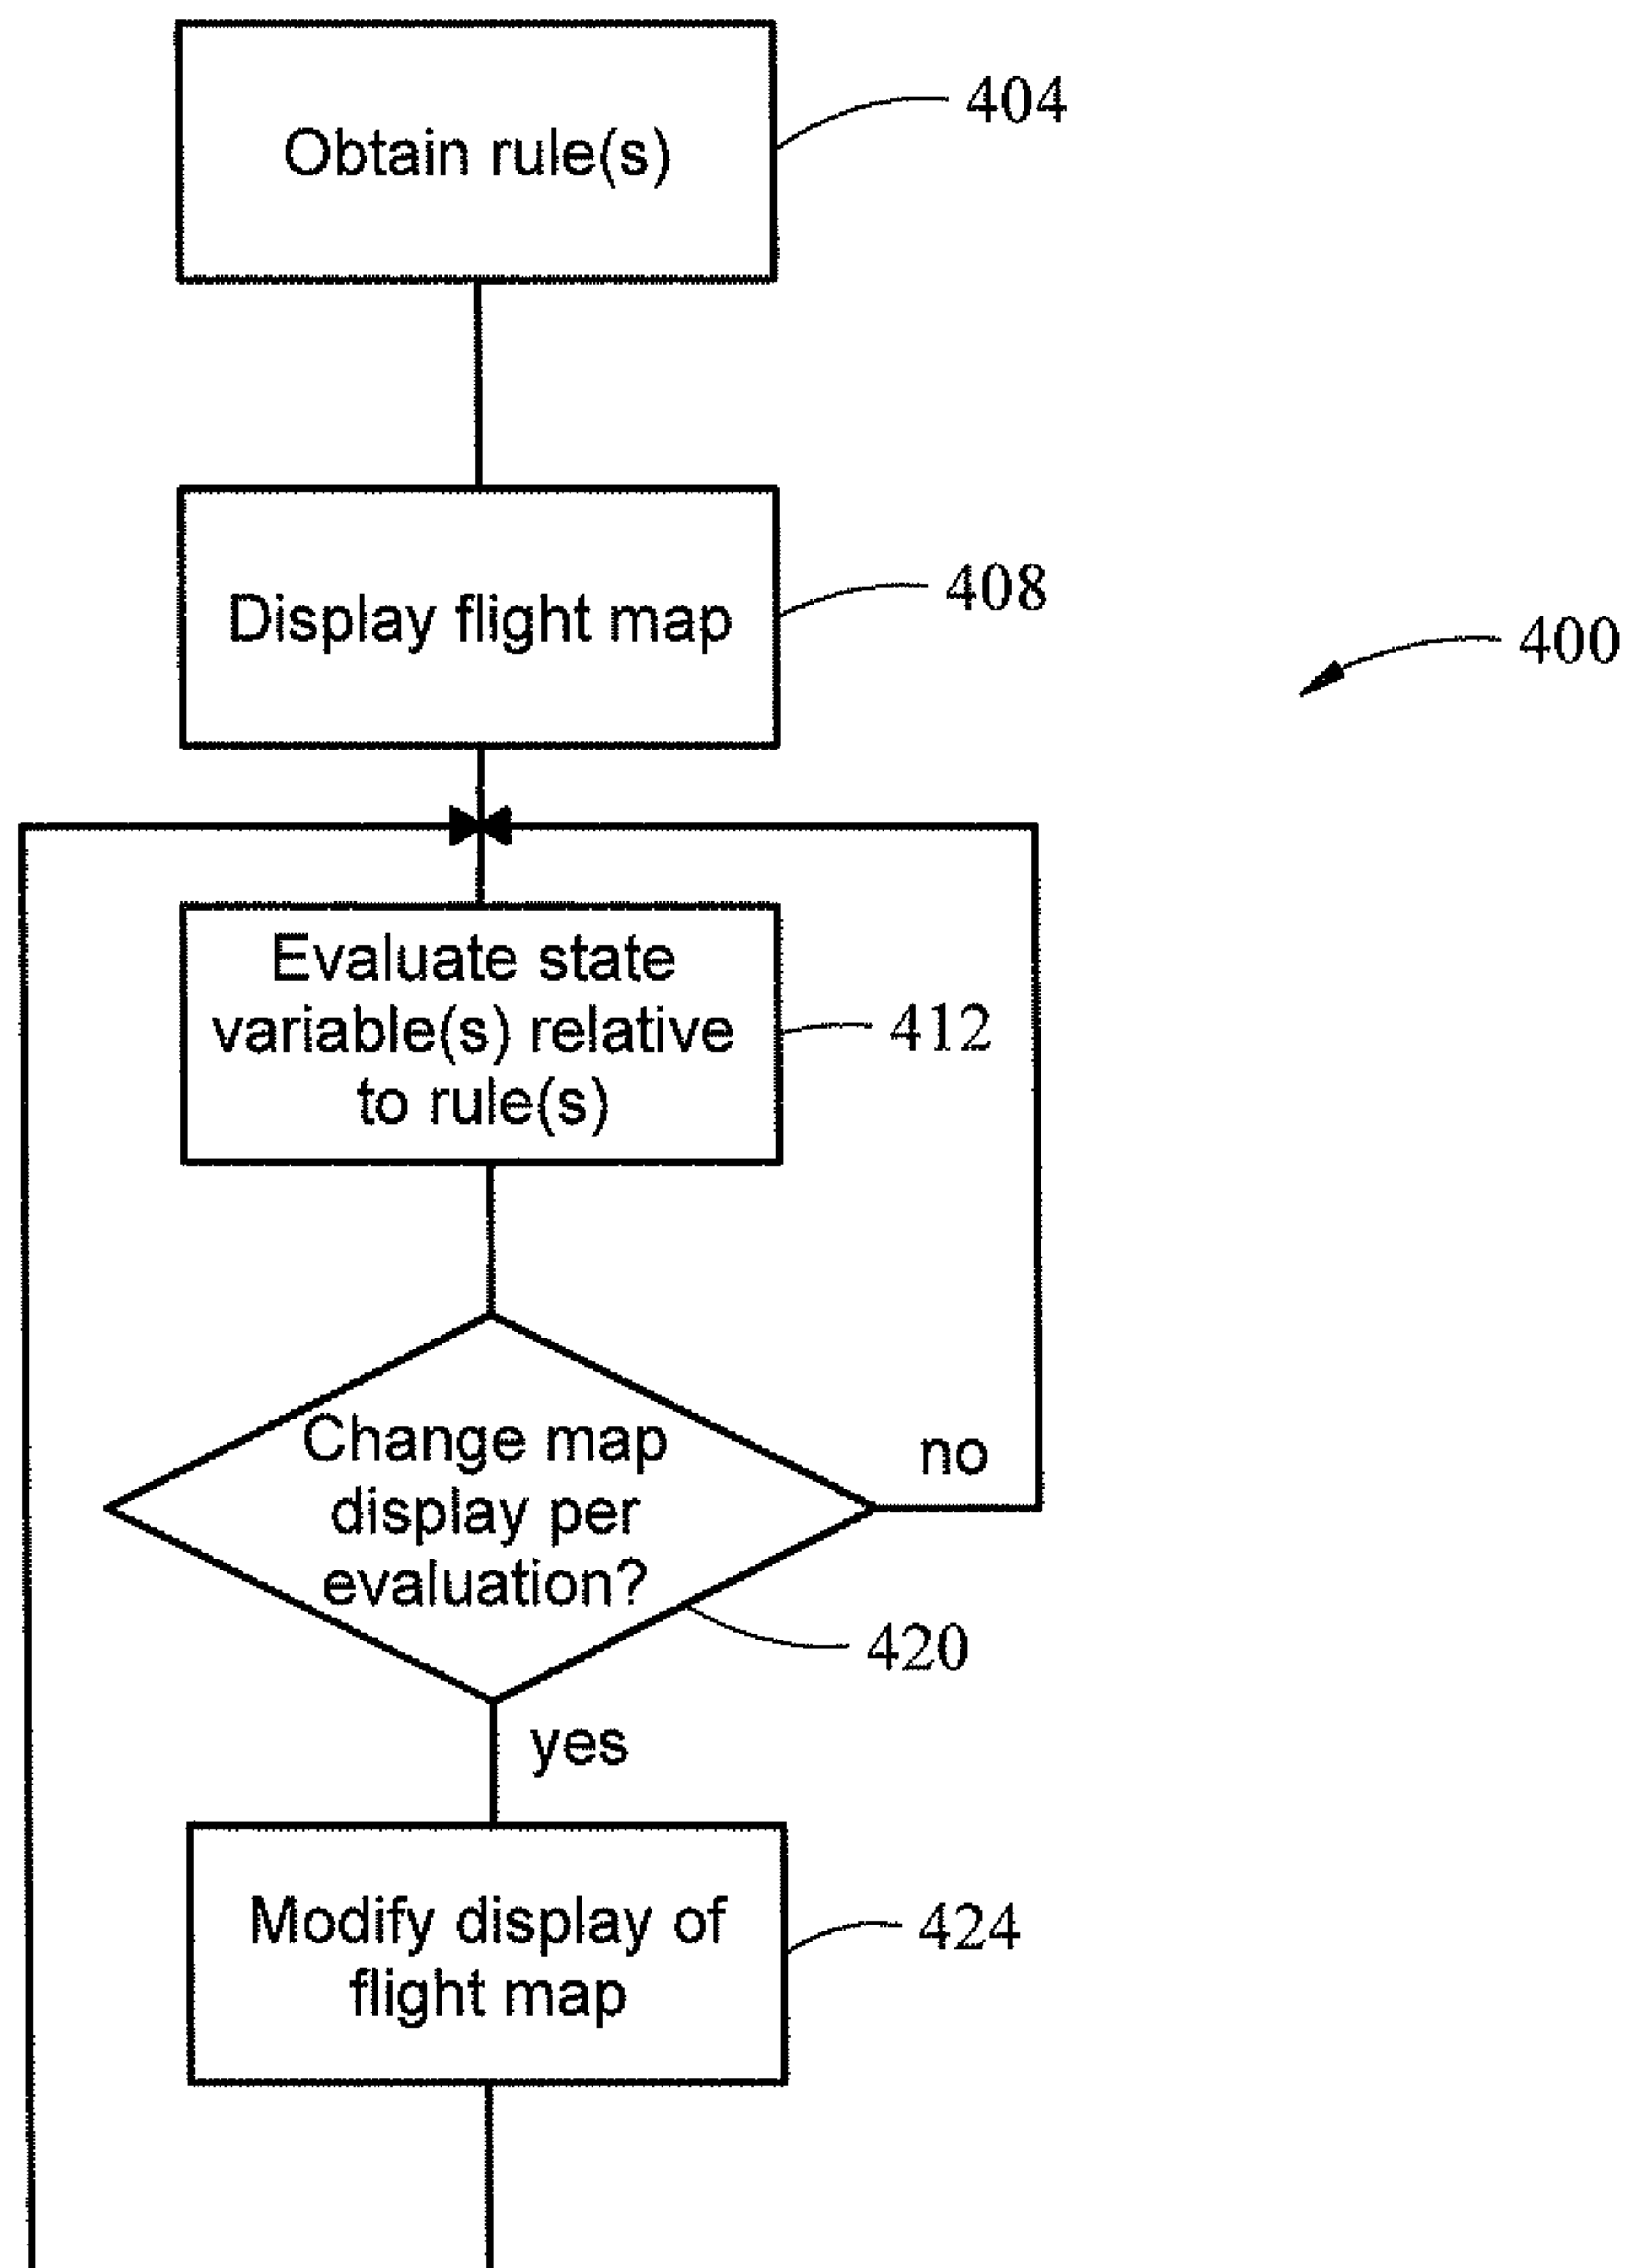 Obtain rule(s)
404
Display flight map
408
400
Evaluate state
variable(s) relative
to rule(s)
412
Change map
display per
evaluation?
no
420
yes
Modify display of
flight map
424